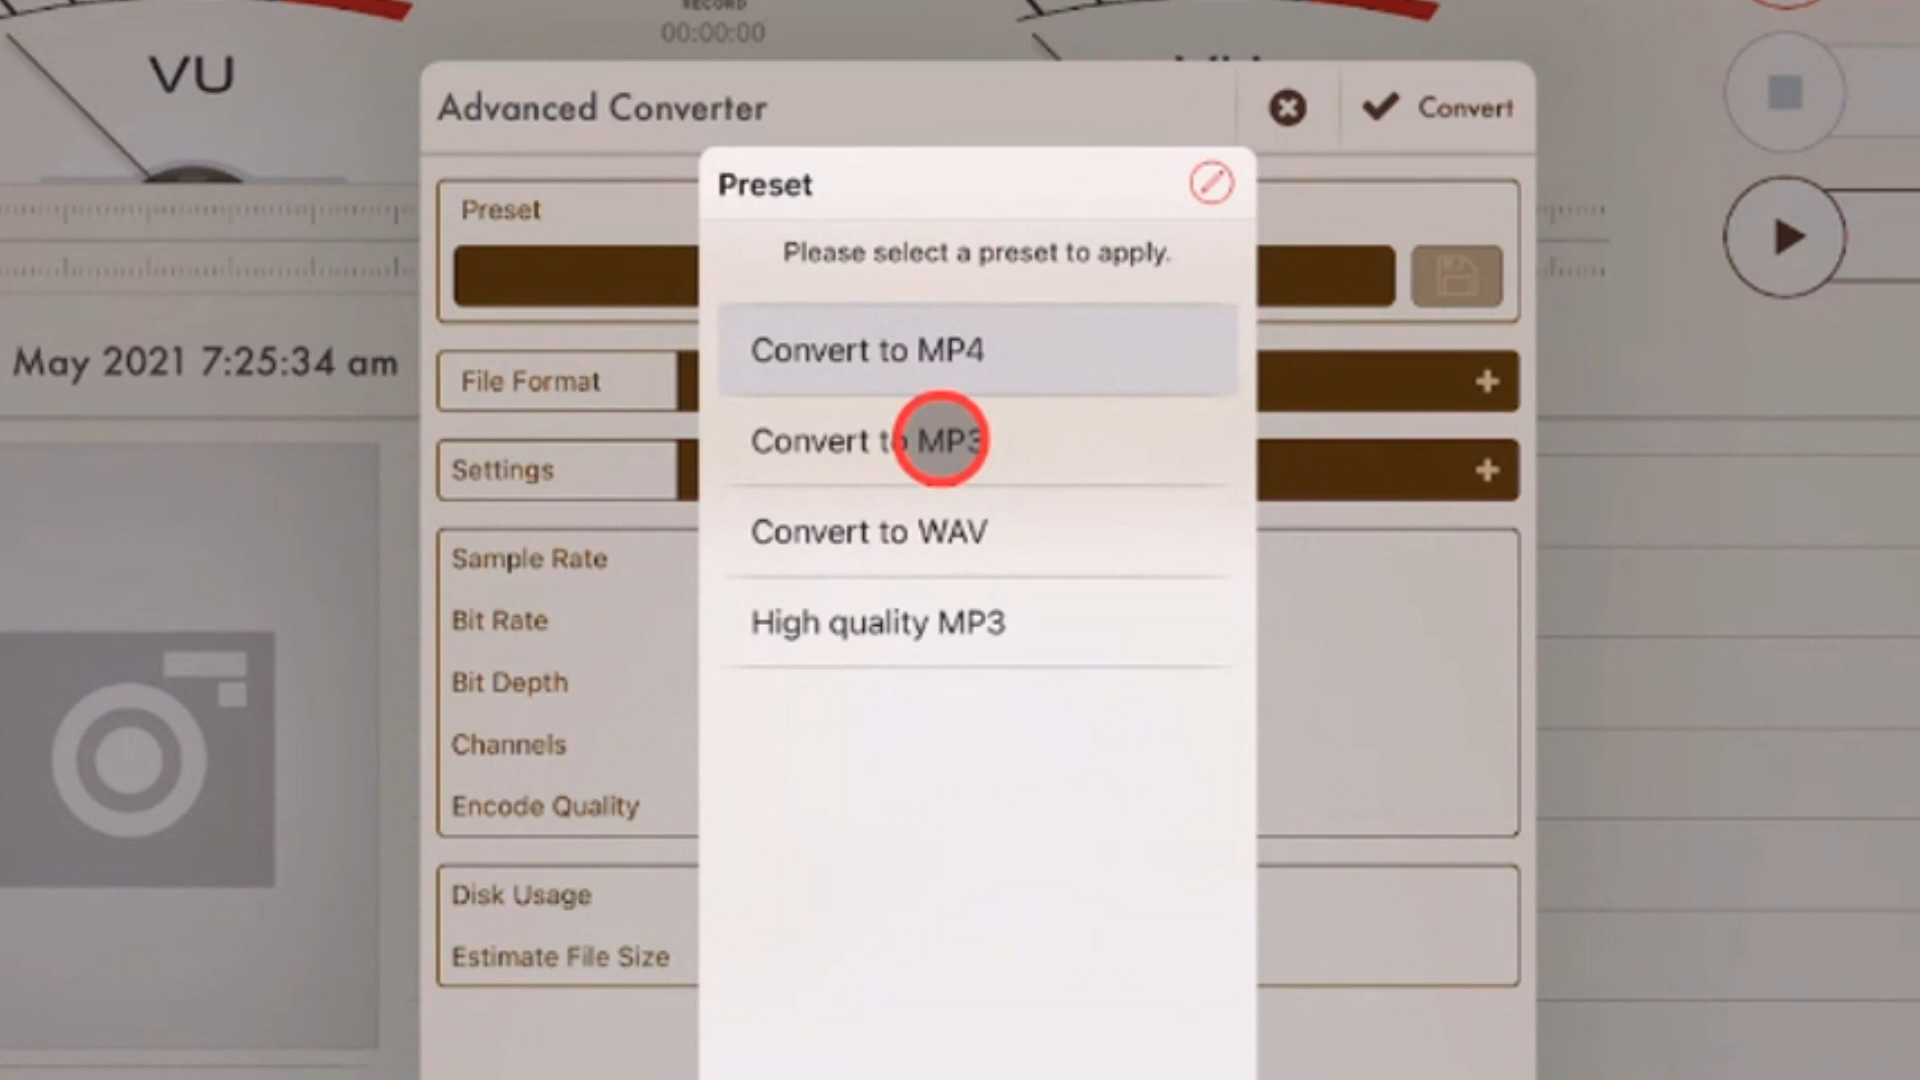 RECORD
00:00:00
VU
Advanced Converter
Convert
Preset
Preset
Please select a preset to apply.
May 2021 7:25:34 am
File Format
Settings
Convert to MP4
Convert to MP3
Convert to WAV
High quality MP3
Sample Rate
Bit Rate
Bit Depth
Channels
Encode Quality
Disk Usage
Estimate File Size